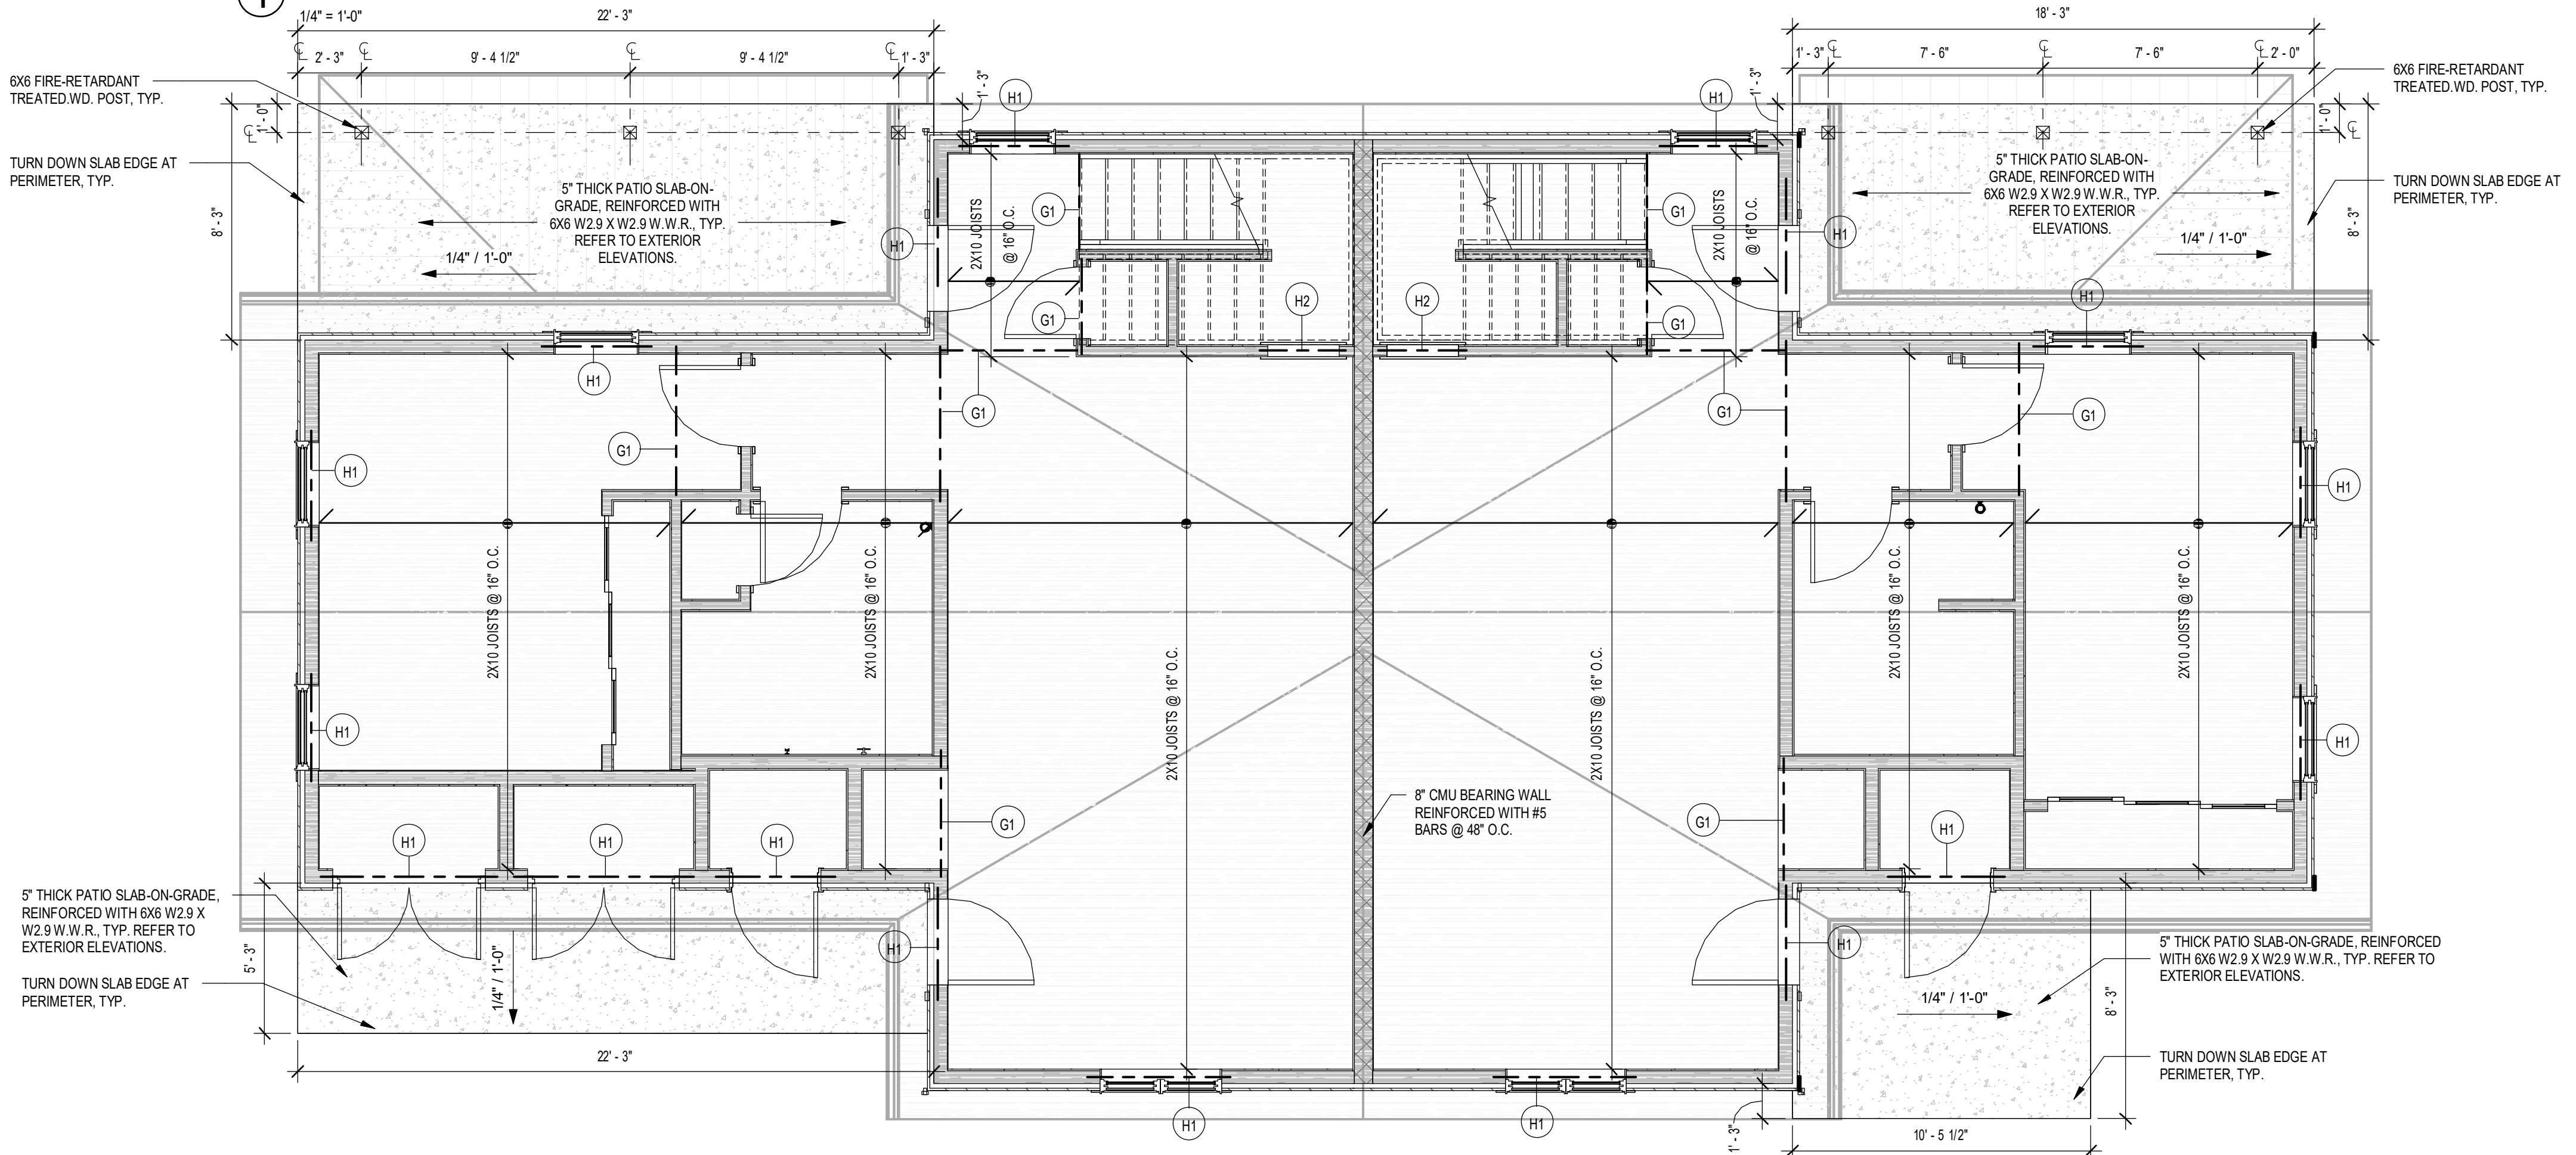 1
1/4" = 1'-0"
22' - 3"
18' - 3"
2' - 3"
9' - 4 1/2"
9' - 4 1/2"
1' - 3"
1' - 3"
7' - 6"
7' - 6"
2' - 0"
6X6 FIRE-RETARDANT
TREATED.WD. POST, TYP.
1' - 3"
H1
H1
1' - 3"
6X6 FIRE-RETARDANT
TREATED.WD. POST, TYP.
1'- 0"
1'- 0"
TURN DOWN SLAB EDGE AT
PERIMETER, TYP.
8' - 3"
5" THICK PATIO SLAB-ON-
GRADE, REINFORCED WITH
6X6 W2.9 X W2.9 W.W.R., TYP.
REFER TO EXTERIOR
ELEVATIONS.
1/4" / 1'-0"
H1
2X10 JOISTS
@ 16" O.C.
G1
G1
2X10 JOISTS
@ 16" O.C.
H1
5" THICK PATIO SLAB-ON-
GRADE, REINFORCED WITH
6X6 W2.9 X W2.9 W.W.R., TYP.
REFER TO EXTERIOR
ELEVATIONS.
1/4" / 1'-0"
TURN DOWN SLAB EDGE AT
PERIMETER, TYP.
8' - 3"
G1
H2
H2
G1
H1
H1
G1
G1
G1
G1
H1
H1
2X10 JOISTS @ 16" O.C.
2X10 JOISTS @ 16" O.C.
2X10 JOISTS @ 16" O.C.
2X10 JOISTS @ 16" O.C.
2X10 JOISTS @ 16" O.C.
2X10 JOISTS @ 16" O.C.
H1
H1
8" CMU BEARING WALL
REINFORCED WITH #5
BARS @ 48" O.C.
H1
H1
H1
G1
G1
H1
5" THICK PATIO SLAB-ON-GRADE,
REINFORCED WITH 6X6 W2.9 X
W2.9 W.W.R., TYP. REFER TO
EXTERIOR ELEVATIONS.
5' - 3"
1/4" / 1'-0"
H1
H1
5" THICK PATIO SLAB-ON-GRADE, REINFORCED
WITH 6X6 W2.9 X W2.9 W.W.R., TYP. REFER TO
EXTERIOR ELEVATIONS.
TURN DOWN SLAB EDGE AT
PERIMETER, TYP.
1/4" / 1'-0"
8' - 3"
22' - 3"
TURN DOWN SLAB EDGE AT
PERIMETER, TYP.
H1
H1
1' - 3"
10' - 5 1/2"